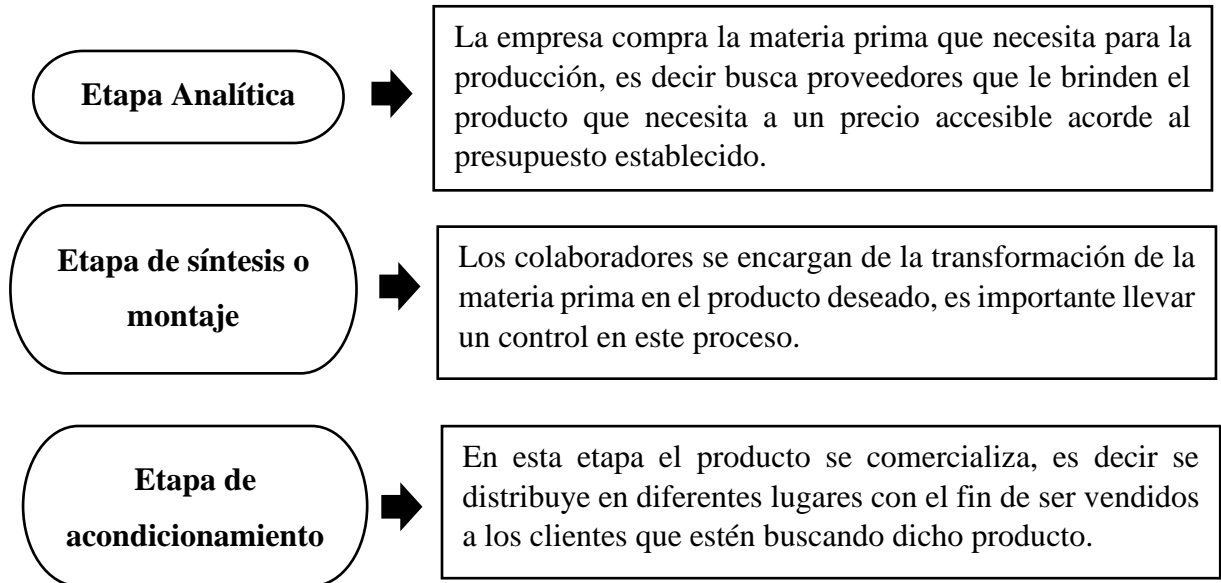 Etapa Analítica
La empresa compra la materia prima que necesita para la
producción, es decir busca proveedores que le brinden el
producto que necesita a un precio accesible acorde al
presupuesto establecido.
Etapa de síntesis o
montaje
Los colaboradores se encargan de la transformación de la
materia prima en el producto deseado, es importante llevar
un control en este proceso.
Etapa de
acondicionamiento
En esta etapa el producto se comercializa, es decir se
distribuye en diferentes lugares con el fin de ser vendidos
a los clientes que estén buscando dicho producto.